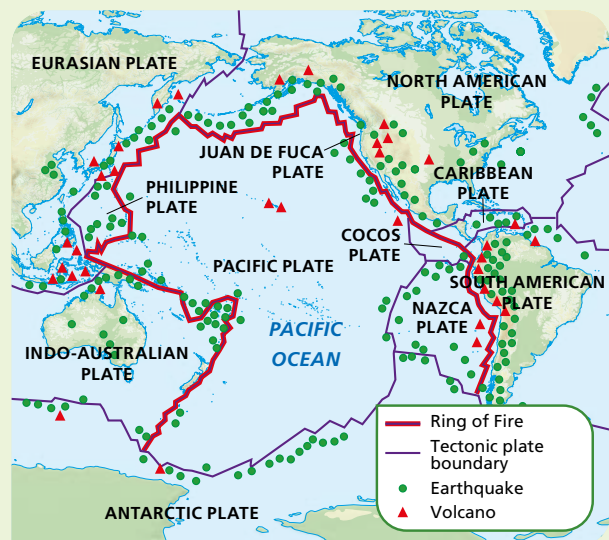 EURASIAN PLATE
NORTH AMERICAN
PLATE
JUAN DE FUCA
PLATE
CARIBBEAN
PLATE
PHILIPPINE
PLATE
COCOS
PLATE
PACIFIC PLATE
SOUTH AMERICAN
PLATE
NAZCA
PLATE
PACIFIC
OCEAN
INDO-AUSTRALIAN
PLATE
ANTARCTIC PLATE
Ring of Fire
Tectonic plate
boundary
Earthquake
Volcano